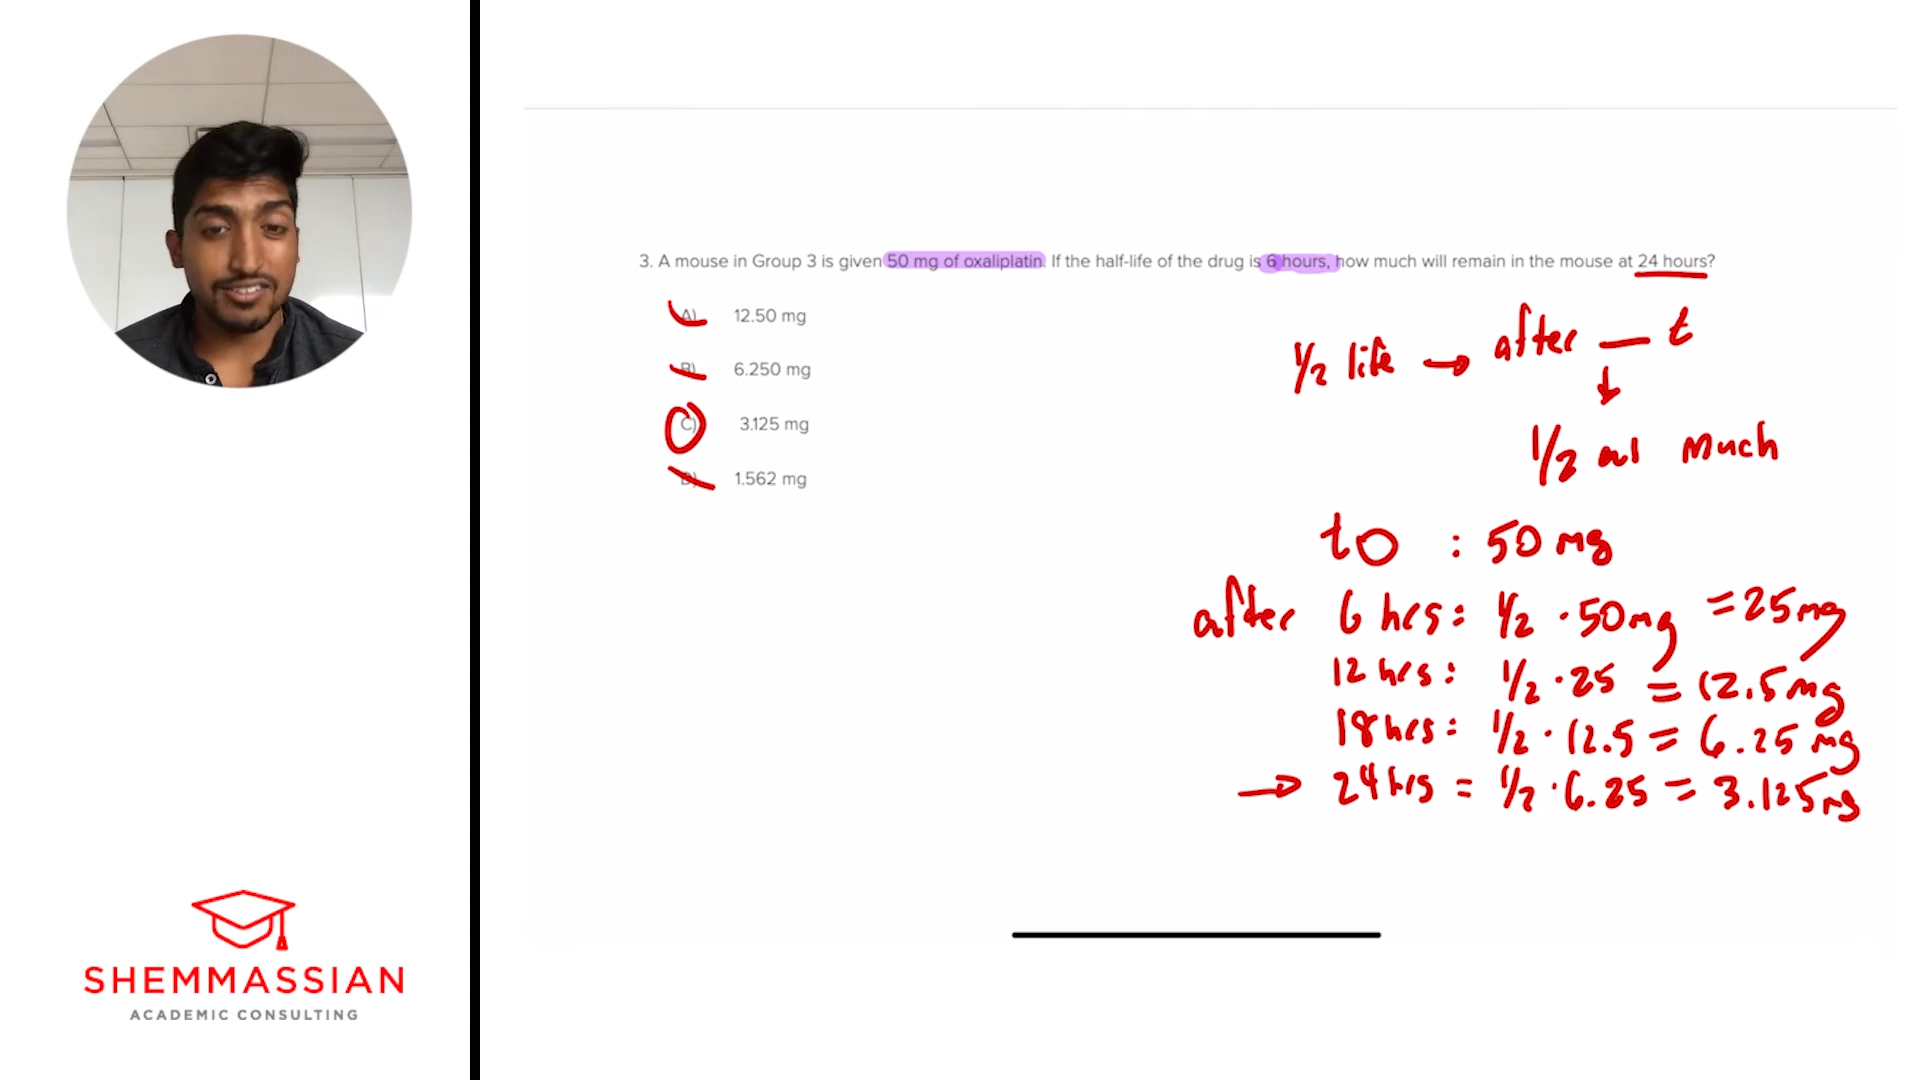 3. A mouse in Group 3 is given 50 mg of oxaliplatin. If the half-life of the drug is 6 hours, how much will remain in the mouse at 24 hours?
A) 12.50 mg
B) 6.250 mg
C) 3.125 mg
D) 1.562 mg
1/2 life → after — t
↓
1/2 as much
t0 : 50 mg
after 6 hrs: 1/2 · 50mg = 25mg
12 hrs: 1/2 · 25 = 12.5mg
18 hrs: 1/2 · 12.5 = 6.25 mg
→ 24 hrs = 1/2 · 6.25 = 3.125mg
SHEMMASSIAN
ACADEMIC CONSULTING